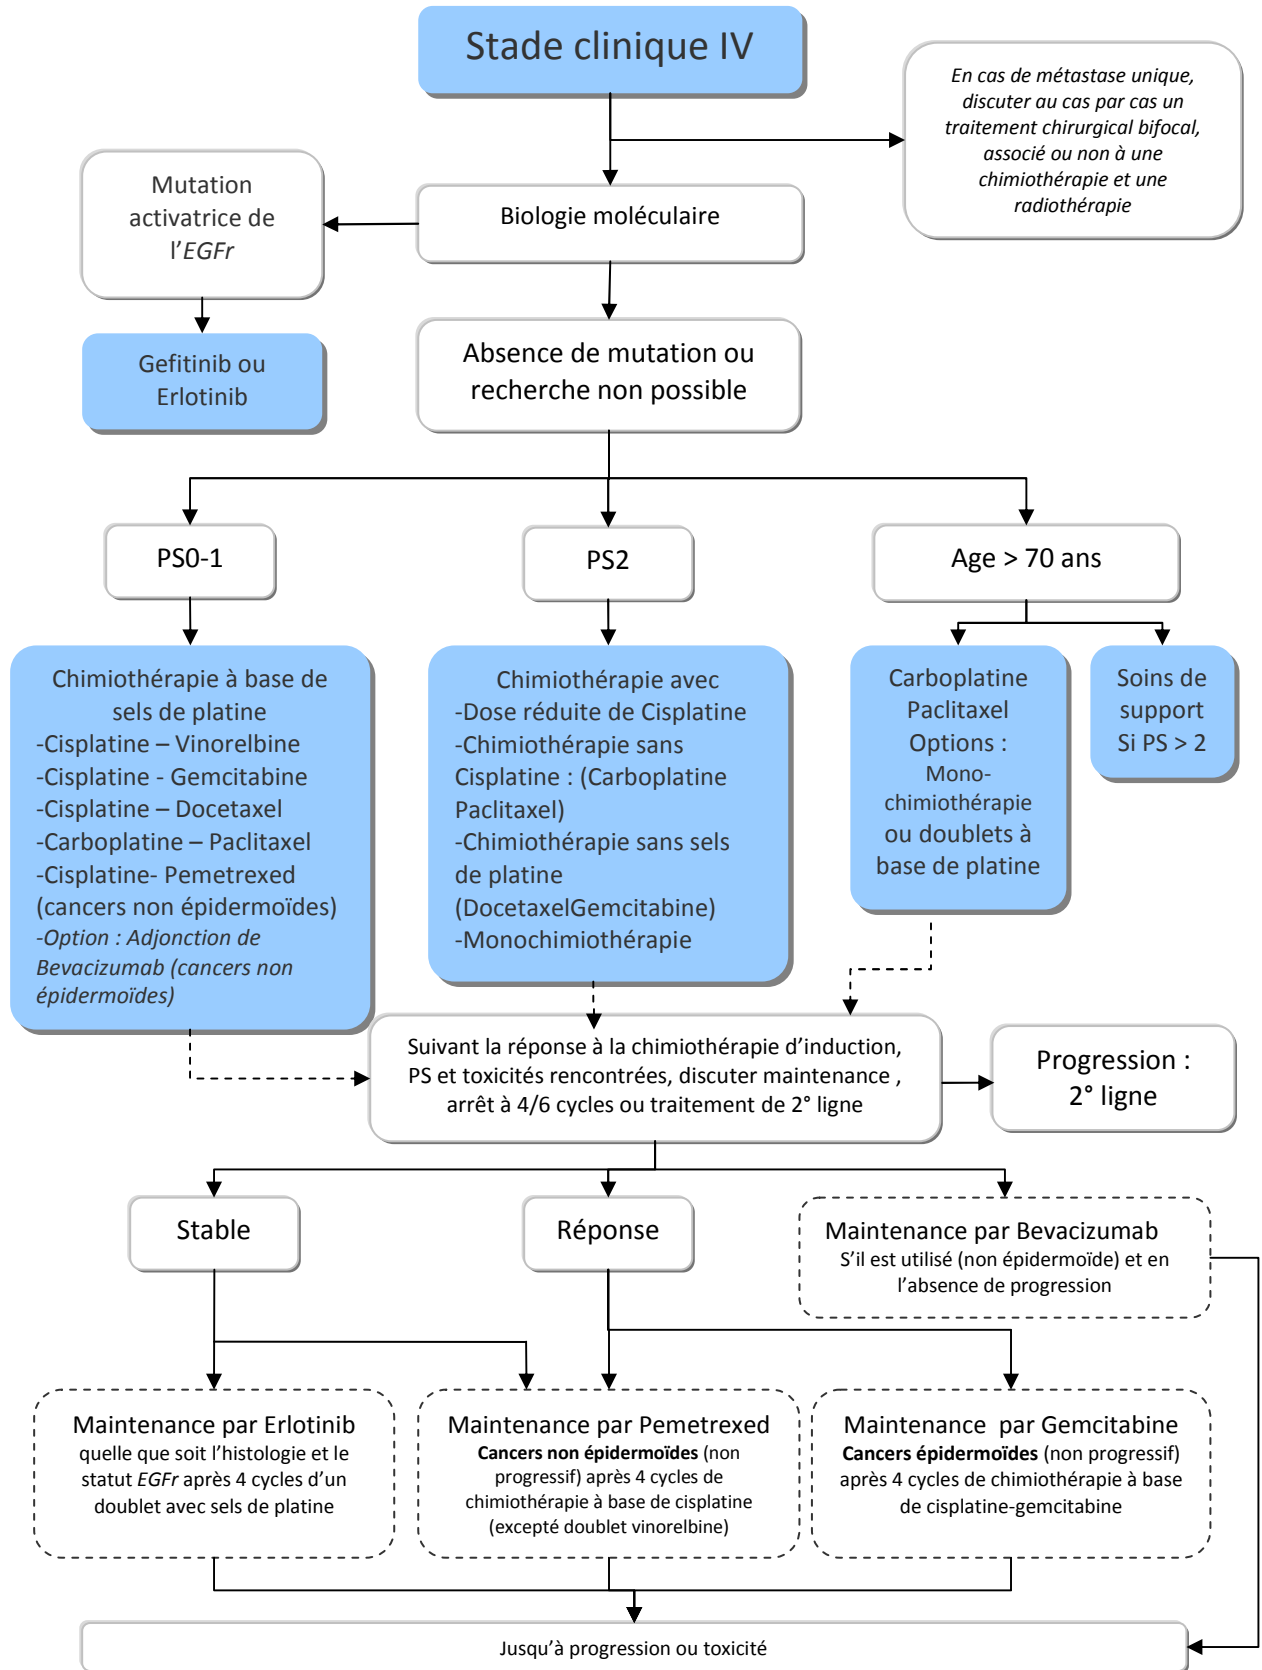 Stade clinique IV
En cas de métastase unique,
discuter au cas par cas un
traitement chirurgical bifocal,
associé ou non à une
chimiothérapie et une
radiothérapie
Mutation
activatrice de
l’EGFr
Biologie moléculaire
Gefitinib ou
Erlotinib
Absence de mutation ou
recherche non possible
PS0-1
PS2
Age > 70 ans
Chimiothérapie à base de
sels de platine
-Cisplatine – Vinorelbine
-Cisplatine - Gemcitabine
-Cisplatine – Docetaxel
-Carboplatine – Paclitaxel
-Cisplatine- Pemetrexed
(cancers non épidermoïdes)
-Option : Adjonction de
Bevacizumab (cancers non
épidermoïdes)
Chimiothérapie avec
-Dose réduite de Cisplatine
-Chimiothérapie sans
Cisplatine : (Carboplatine
Paclitaxel)
-Chimiothérapie sans sels
de platine
(DocetaxelGemcitabine)
-Monochimiothérapie
Carboplatine
Paclitaxel
Options :
Mono-
chimiothérapie
ou doublets à
base de platine
Soins de
support
Si PS > 2
Suivant la réponse à la chimiothérapie d’induction,
PS et toxicités rencontrées, discuter maintenance ,
arrêt à 4/6 cycles ou traitement de 2° ligne
Progression :
2° ligne
Stable
Réponse
Maintenance par Bevacizumab
S’il est utilisé (non épidermoïde) et en
l’absence de progression
Maintenance par Erlotinib
quelle que soit l’histologie et le
statut EGFr après 4 cycles d’un
doublet avec sels de platine
Maintenance par Pemetrexed
Cancers non épidermoïdes (non
progressif) après 4 cycles de
chimiothérapie à base de cisplatine
(excepté doublet vinorelbine)
Maintenance  par Gemcitabine
Cancers épidermoïdes (non progressif)
après 4 cycles de chimiothérapie à base
de cisplatine-gemcitabine
Jusqu’à progression ou toxicité